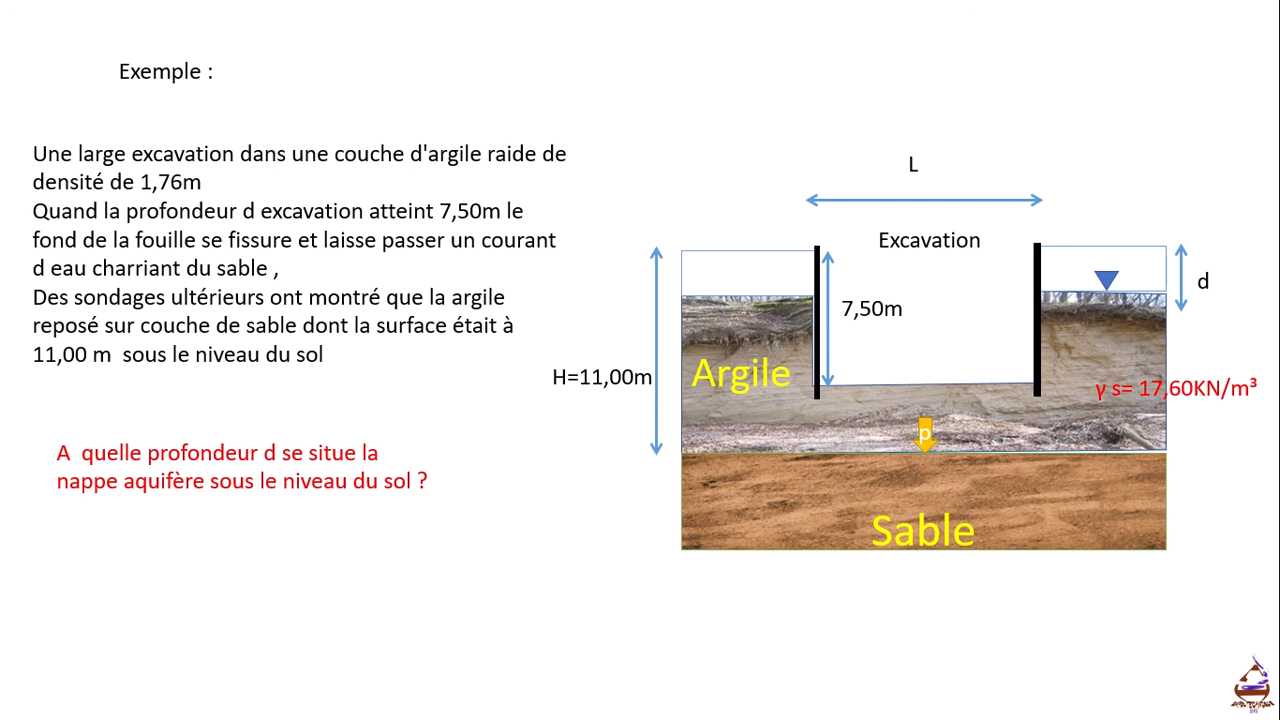 Exemple :
Une large excavation dans une couche d'argile raide de
densité de 1,76m
Quand la profondeur d excavation atteint 7,50m le
fond de la fouille se fissure et laisse passer un courant
d eau charriant du sable ,
Des sondages ultérieurs ont montré que la argile
reposé sur couche de sable dont la surface était à
11,00 m sous le niveau du sol
A quelle profondeur d se situe la
nappe aquifère sous le niveau du sol ?
L
Excavation
d
7,50m
H=11,00m
Argile
γ s= 17,60KN/m³
p
Sable